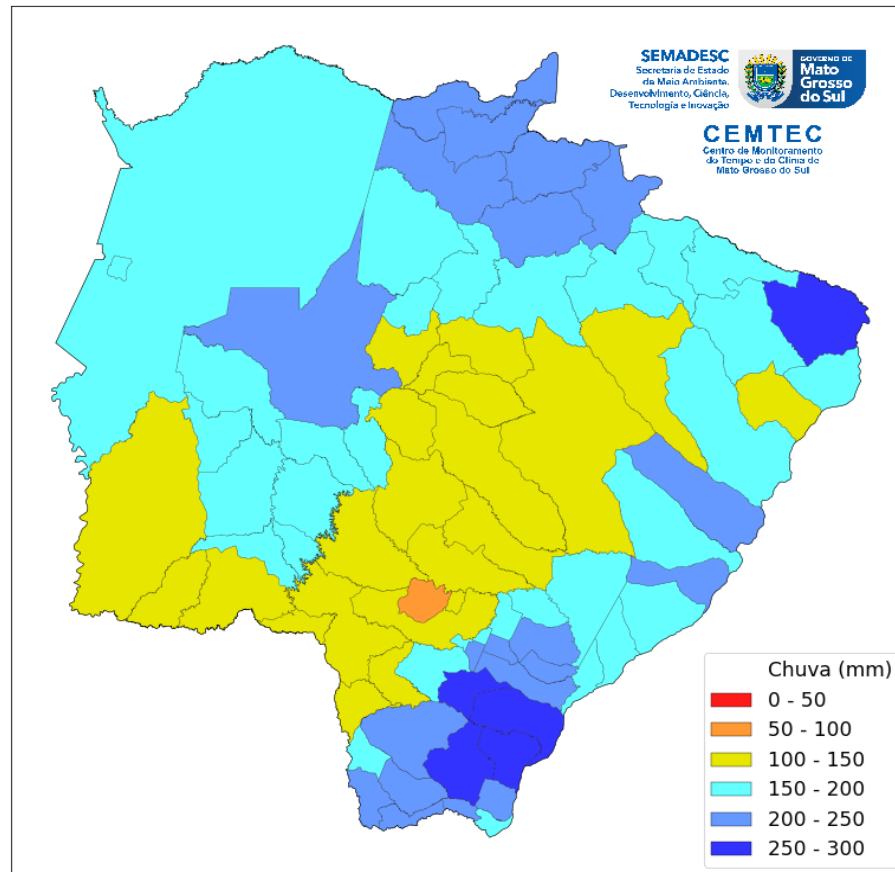 SEMADESC
Secretaria de Estado
de Meio Ambiente,
Desenvolvimento, Ciência,
Tecnologia e Inovação
GOVERNO DE
Mato
Grosso
do Sul
CEMTEC
Centro de Monitoramento
do Tempo e do Clima de
Mato Grosso do Sul
Chuva (mm)
0 - 50
50 - 100
100 - 150
150 - 200
200 - 250
250 - 300